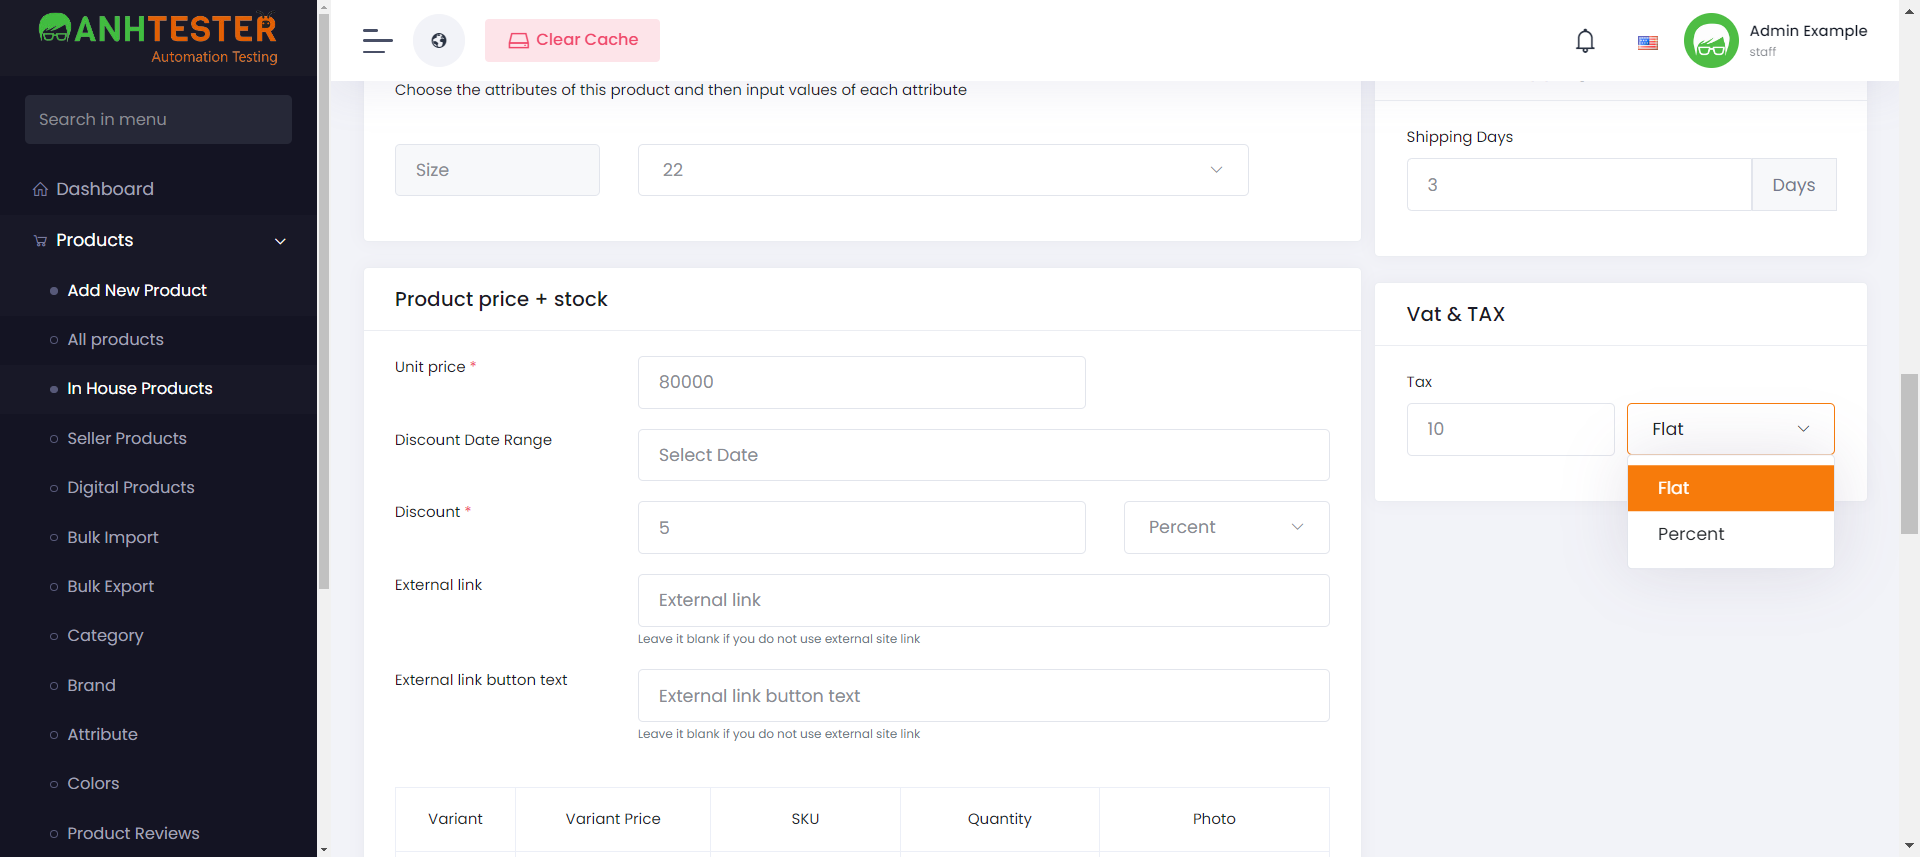 ANHTESTER
Automation Testing
Search in menu
Dashboard
Products
Add New Product
All products
In House Products
Seller Products
Digital Products
Bulk Import
Bulk Export
Category
Brand
Attribute
Colors
Product Reviews
Clear Cache
Admin Example
staff
Choose the attributes of this product and then input values of each attribute
Size
22
Product price + stock
Unit price *
80000
Discount Date Range
Select Date
Discount *
5
Percent
External link
External link
Leave it blank if you do not use external site link
External link button text
External link button text
Leave it blank if you do not use external site link
Variant
Variant Price
SKU
Quantity
Photo
Shipping Days
3
Days
Vat & TAX
Tax
10
Flat
Flat
Percent